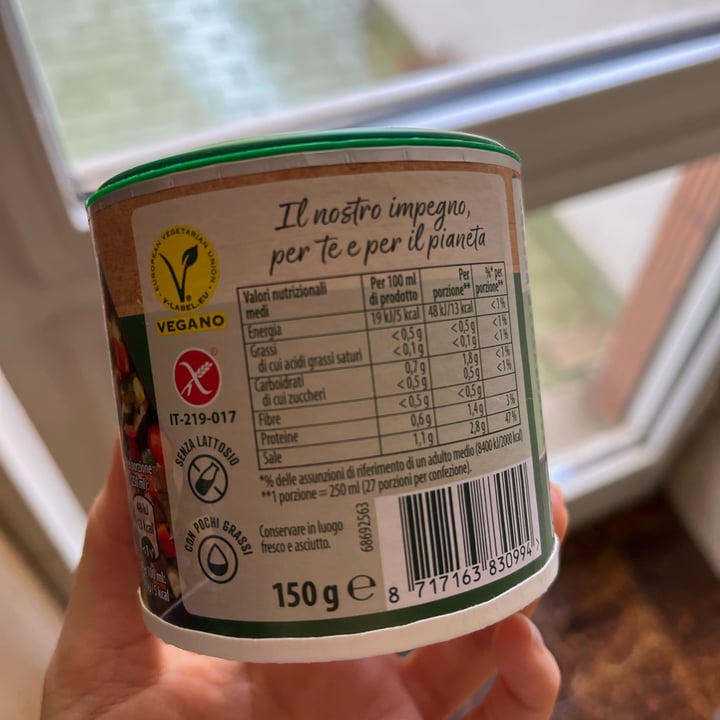 Il nostro impegno,
per te e per il pianeta
EUROPEAN VEGETARIAN UNION
V-LABEL.EU
VEGANO
IT-219-017
SENZA LATTOSIO
CON POCHI GRASSI
Valori nutrizionali medi | Per 100 ml di prodotto | Per porzione** | %* per porzione**
Energia | 19 kJ/5 kcal | 48 kJ/13 kcal | <1%
Grassi | <0,5 g | <0,5 g | <1%
di cui acidi grassi saturi | <0,1 g | <0,1 g | <1%
Carboidrati | 0,7 g | 1,8 g | <1%
di cui zuccheri | <0,5 g | 0,5 g | <1%
Fibre | <0,5 g | <0,5 g
Proteine | 0,6 g | 1,4 g | 3%
Sale | 1,1 g | 2,8 g | 47%
*% delle assunzioni di riferimento di un adulto medio (8400 kJ/2000 kcal)
**1 porzione = 250 ml (27 porzioni per confezione).
Conservare in luogo
fresco e asciutto.
68692563
150 g e
8 717163 830994